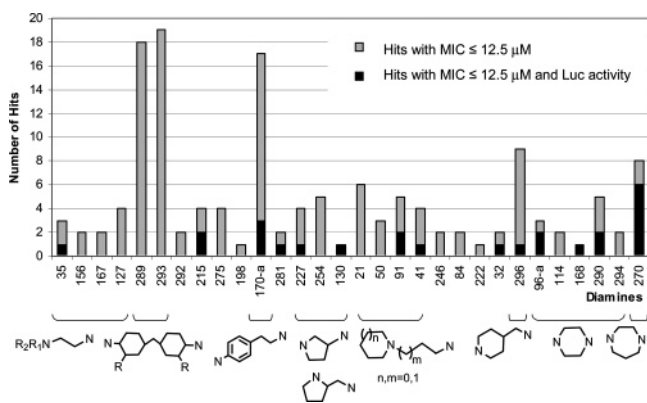 20
18
16
14
12
10
8
6
4
2
0
Number of Hits
Hits with MIC ≤ 12.5 μM
Hits with MIC ≤ 12.5 μM and Luc activity
35 156 167 127 289 293 292 215 275 198 170-a 281 227 254 130 21 50 91 41 246 84 222 32 296 96-a 114 168 290 294 270
Diamines
R₂R₁N N
N N R R
N N
N N
N N
( )n N ( )m N
n,m=0,1
N N
N N
N N